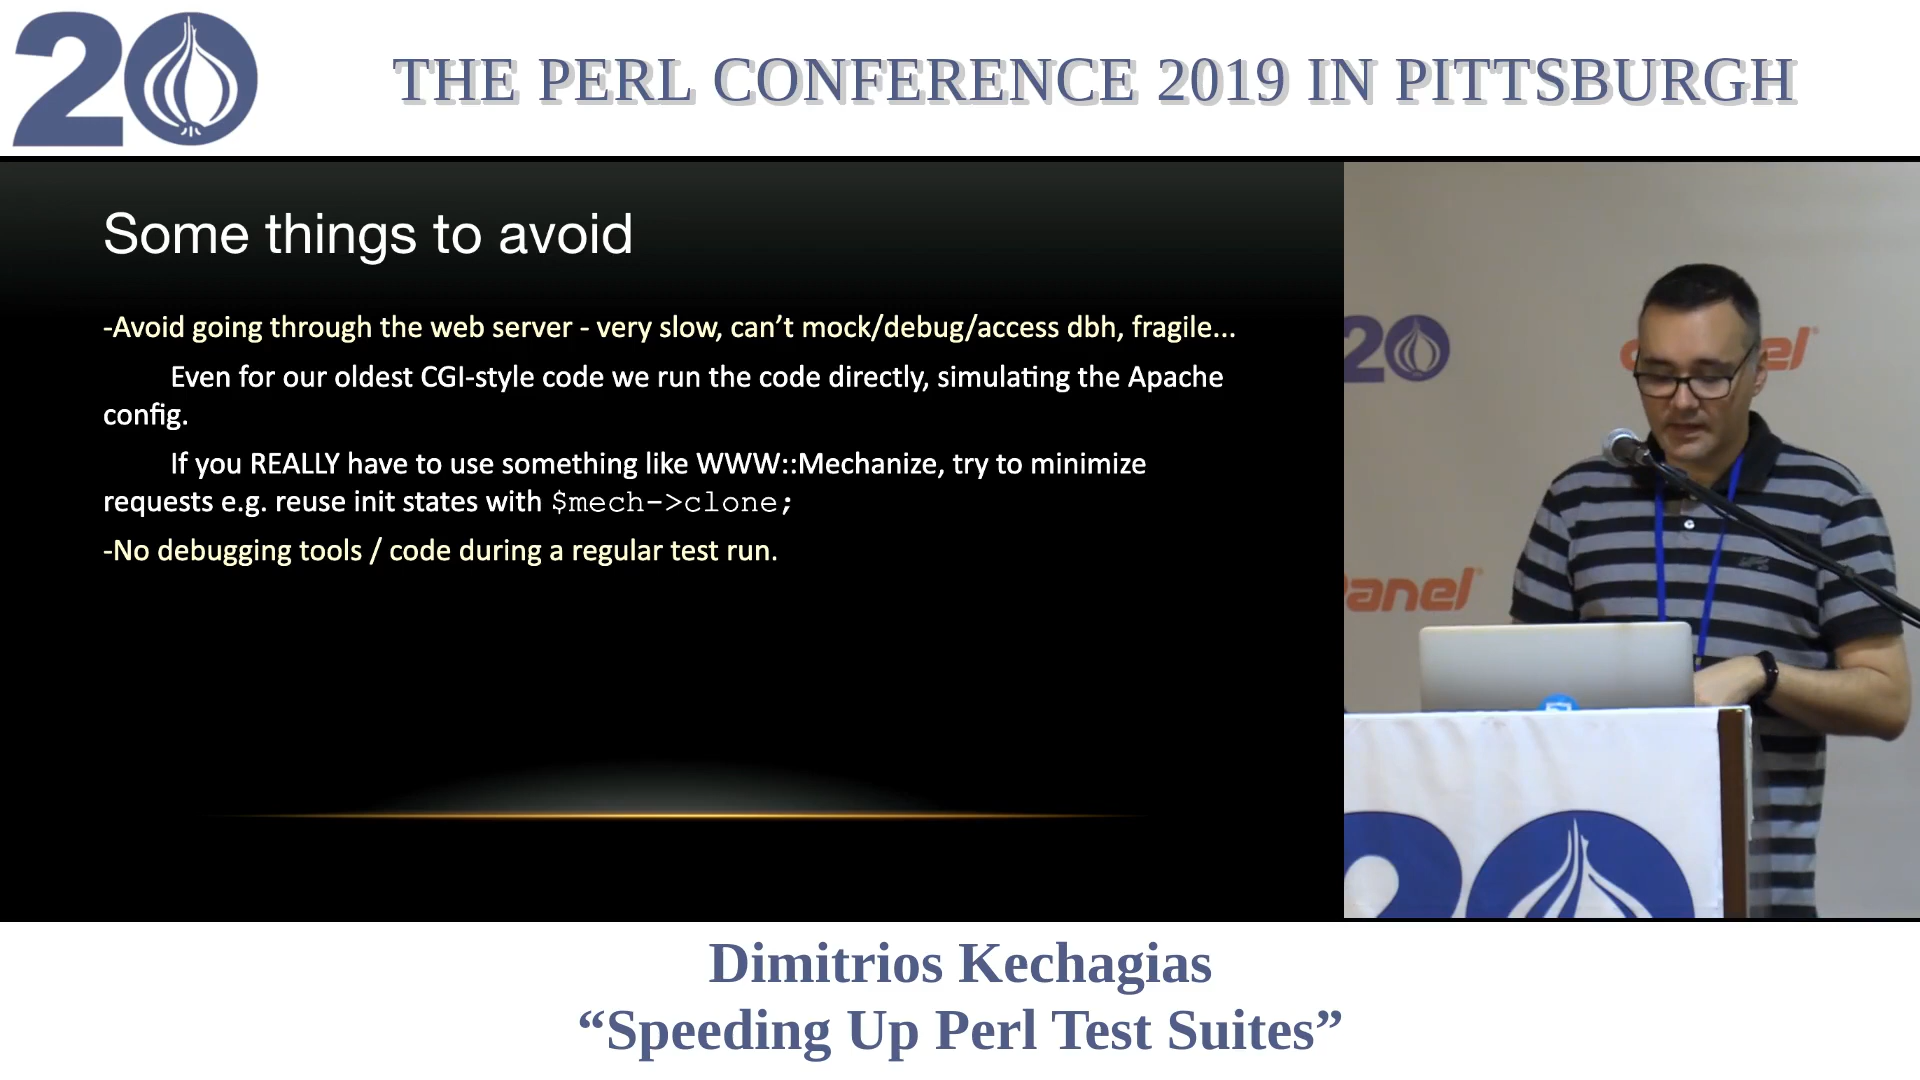 20
THE PERL CONFERENCE 2019 IN PITTSBURGH
Some things to avoid
-Avoid going through the web server - very slow, can’t mock/debug/access dbh, fragile...
Even for our oldest CGI-style code we run the code directly, simulating the Apache
config.
If you REALLY have to use something like WWW::Mechanize, try to minimize
requests e.g. reuse init states with $mech->clone;
-No debugging tools / code during a regular test run.
20
anel
20
Dimitrios Kechagias
“Speeding Up Perl Test Suites”